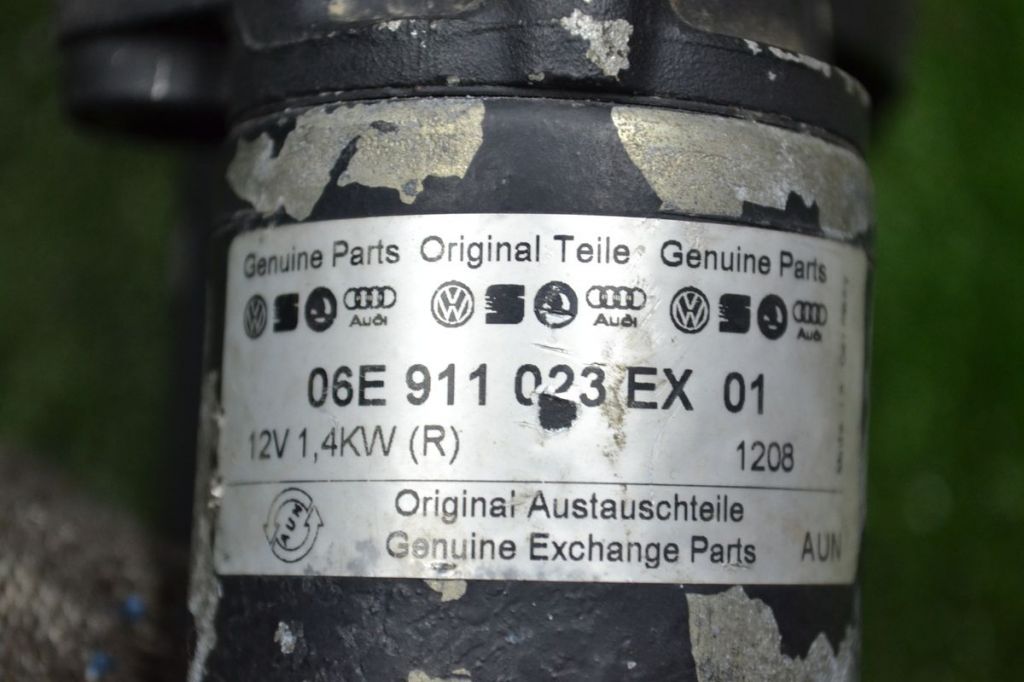 Genuine Parts Original Teile Genuine Parts
Audi Audi Audi
06E 911 023 EX 01
12V 1,4KW (R) 1208
AUN Original Austauschteile
Genuine Exchange Parts AUN